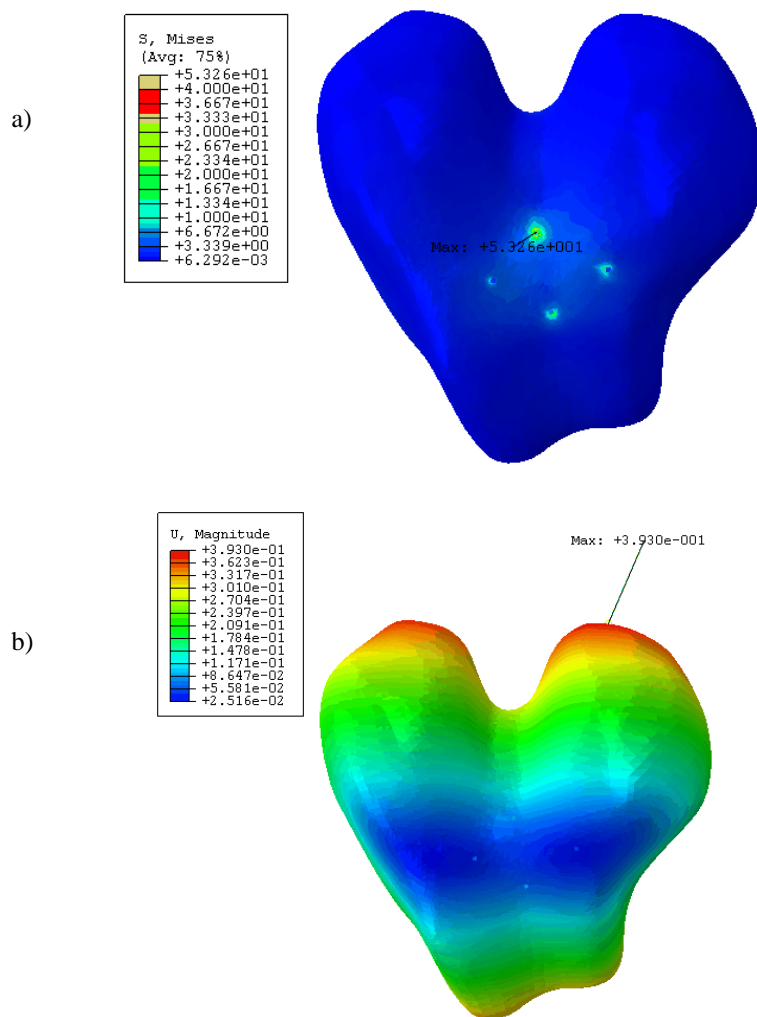 a)
S, Mises
(Avg: 75%)
+5.326e+01
+4.000e+01
+3.667e+01
+3.333e+01
+3.000e+01
+2.667e+01
+2.334e+01
+2.000e+01
+1.667e+01
+1.334e+01
+1.000e+01
+6.672e+00
+3.339e+00
+6.292e-03
Max: +5.326e+001
b)
U, Magnitude
+3.930e-01
+3.623e-01
+3.317e-01
+3.010e-01
+2.704e-01
+2.397e-01
+2.091e-01
+1.784e-01
+1.478e-01
+1.171e-01
+8.647e-02
+5.581e-02
+2.516e-02
Max: +3.930e-001